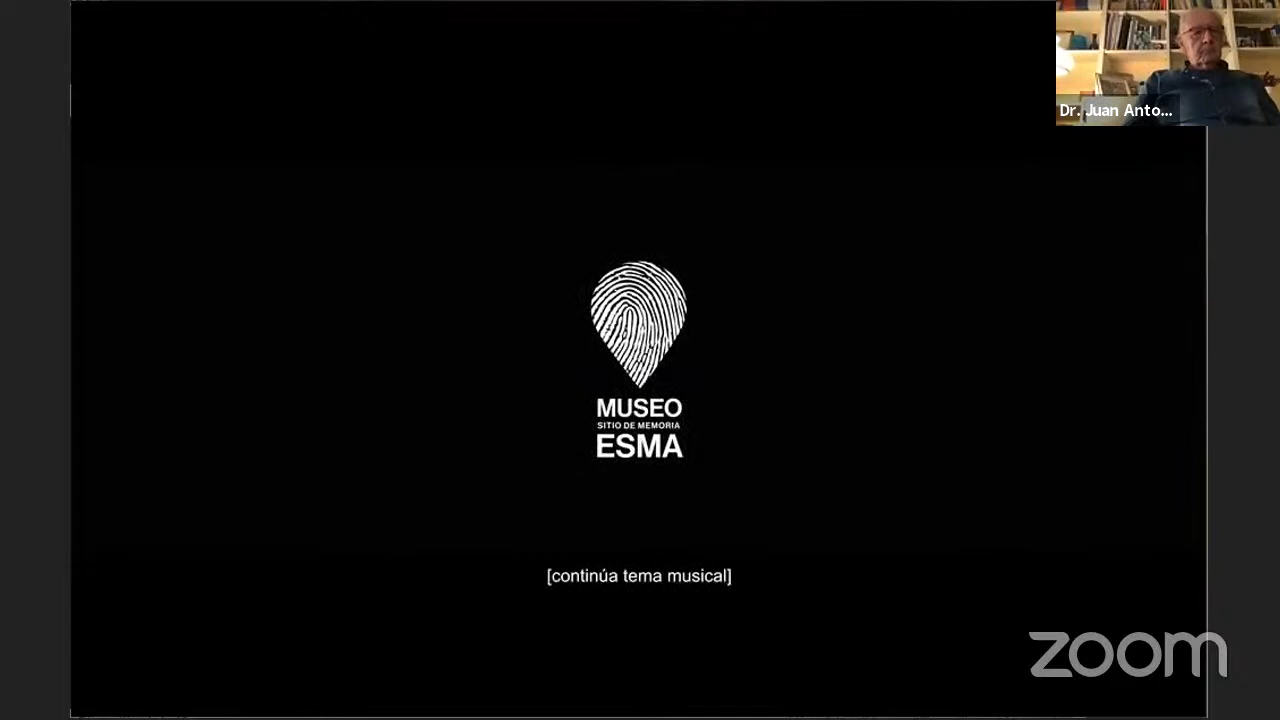 Dr. Juan Anto...
MUSEO
SITIO DE MEMORIA
ESMA
[continúa tema musical]
zoom